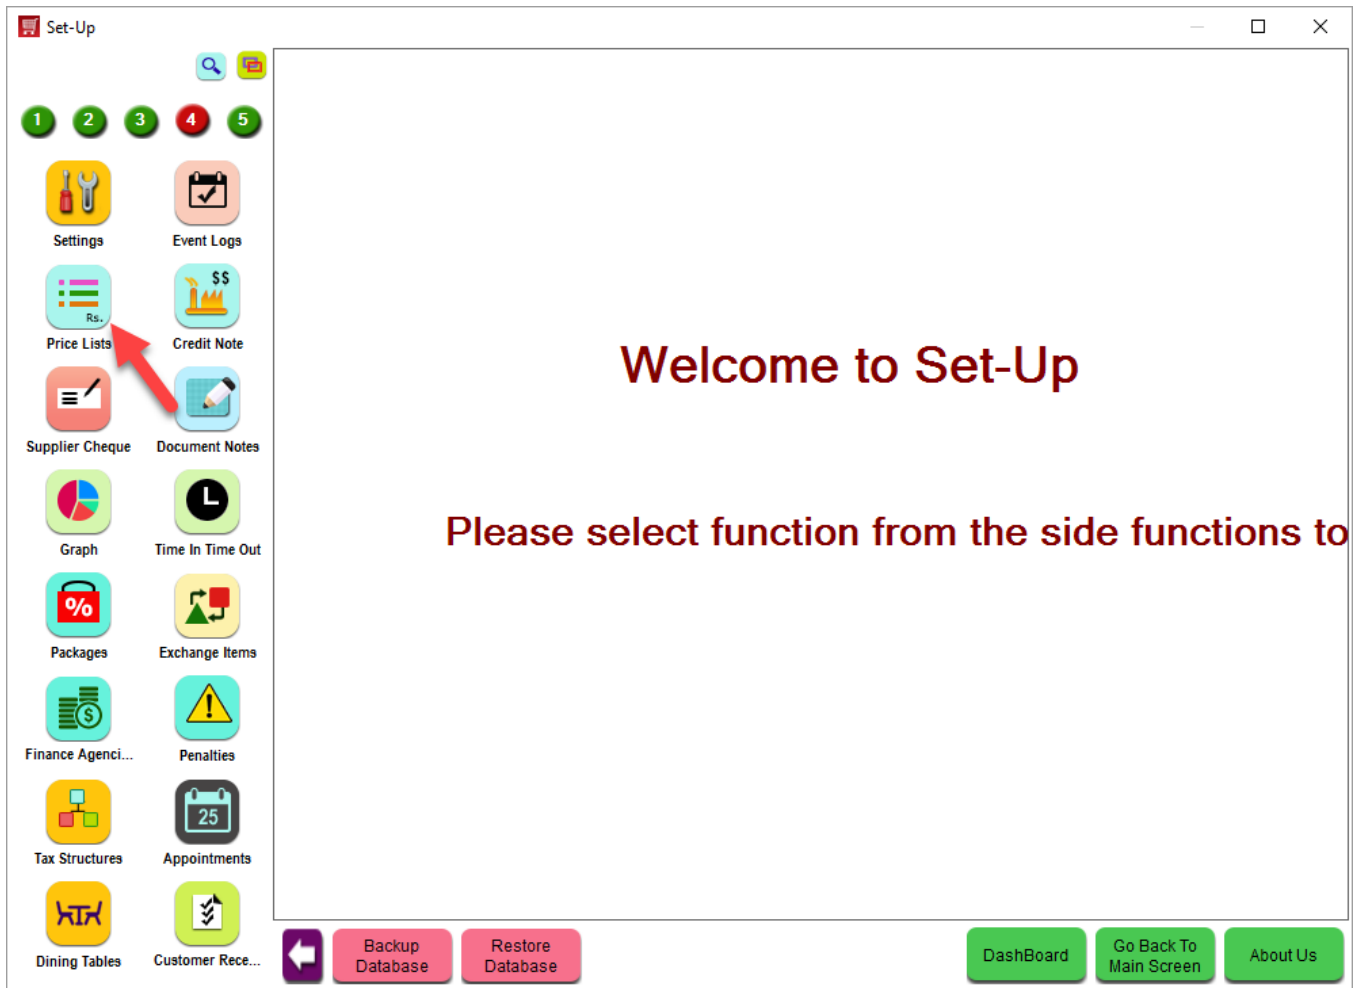 Set-Up
1 2 3 4 5
Settings
Event Logs
Rs.
$$
Price Lists
Credit Note
Supplier Cheque
Document Notes
Graph
Time In Time Out
%
Packages
Exchange Items
$
Finance Agenci...
Penalties
25
Tax Structures
Appointments
Dining Tables
Customer Rece...
Welcome to Set-Up
Please select function from the side functions to
Backup
Database
Restore
Database
DashBoard
Go Back To
Main Screen
About Us